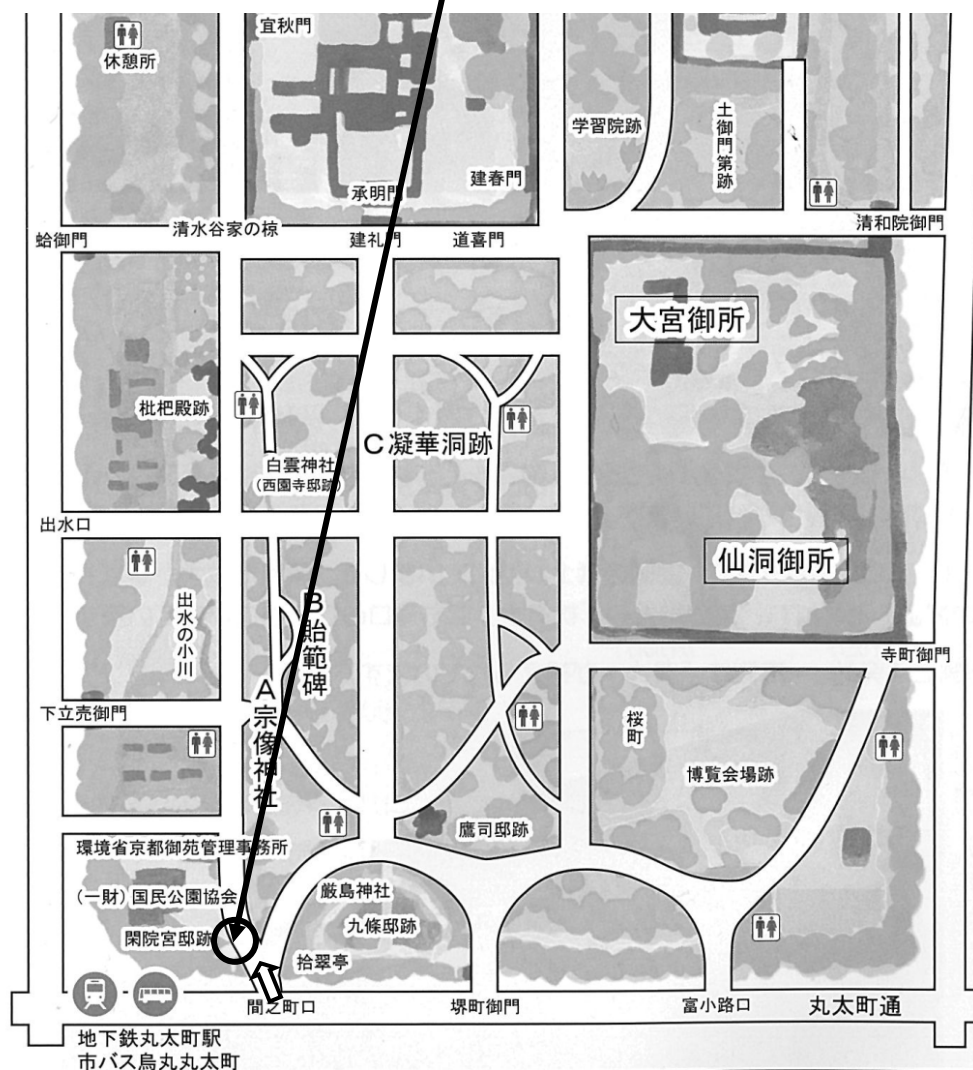 宜秋門
休憩所
学習院跡
土御門第跡
建春門
承明門
清水谷家の椋
清和院御門
蛤御門
建礼門
道喜門
大宮御所
枇杷殿跡
C凝華洞跡
白雲神社
(西園寺邸跡)
出水口
仙洞御所
出水の小川
B貽範碑
寺町御門
A宗像神社
下立売御門
桜町
博覧会場跡
鷹司邸跡
環境省京都御苑管理事務所
(一財)国民公園協会
厳島神社
九條邸跡
閑院宮邸跡
拾翠亭
間之町口
堺町御門
富小路口
丸太町通
地下鉄丸太町駅
市バス烏丸丸太町